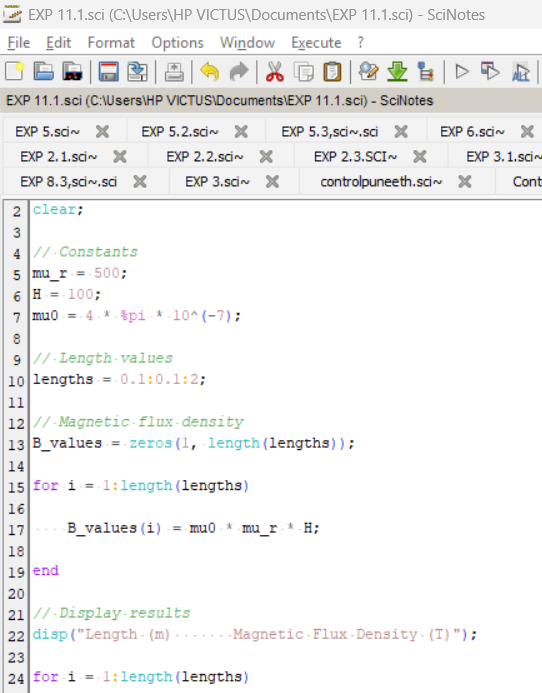 EXP 11.1.sci (C:\Users\HP VICTUS\Documents\EXP 11.1.sci) - SciNotes
File Edit Format Options Window Execute ?
EXP 11.1.sci (C:\Users\HP VICTUS\Documents\EXP 11.1.sci) - SciNotes
EXP 5.sci~ EXP 5.2.sci~ EXP 5.3,sci~.sci EXP 6.sci~
EXP 2.1.sci~ EXP 2.2.sci~ EXP 2.3.SCI~ EXP 3.1.sci~
EXP 8.3,sci~.sci EXP 3.sci~ controlpuneeth.sci~ Cont
2 clear;
3
4 // Constants
5 mu_r = 500;
6 H = 100;
7 mu0 = 4 * %pi * 10^(-7);
8
9 // Length values
10 lengths = 0.1:0.1:2;
11
12 // Magnetic flux density
13 B_values = zeros(1, length(lengths));
14
15 for i = 1:length(lengths)
16
17     B_values(i) = mu0 * mu_r * H;
18
19 end
20
21 // Display results
22 disp("Length (m)       Magnetic Flux Density (T)");
23
24 for i = 1:length(lengths)